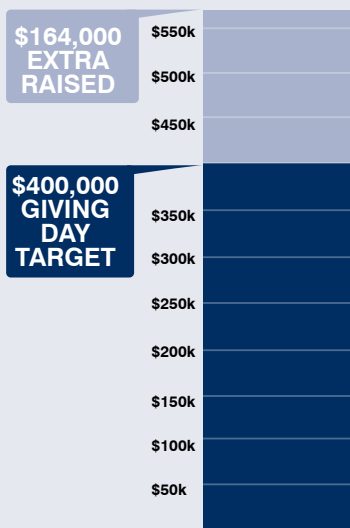 $164,000
EXTRA
RAISED
$550k
$500k
$450k
$400,000
GIVING
DAY
TARGET
$350k
$300k
$250k
$200k
$150k
$100k
$50k